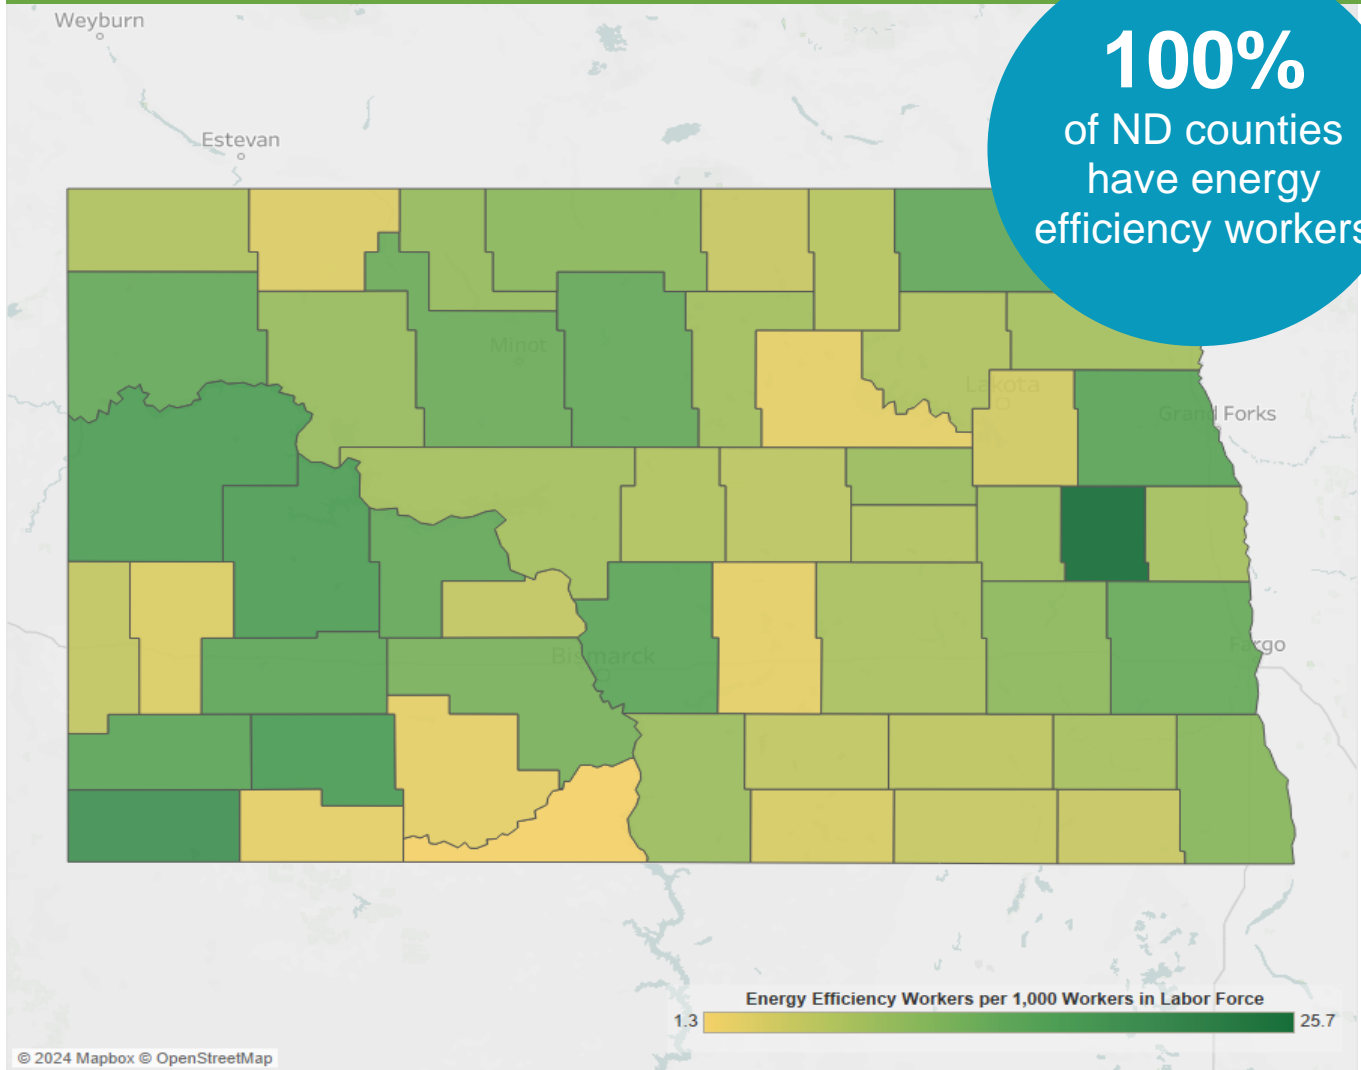 Weyburn
100%
of ND counties
have energy
efficiency workers
Estevan
Minot
Lakota
Grand Forks
Bismarck
Fargo
Energy Efficiency Workers per 1,000 Workers in Labor Force
1.3
25.7
© 2024 Mapbox © OpenStreetMap